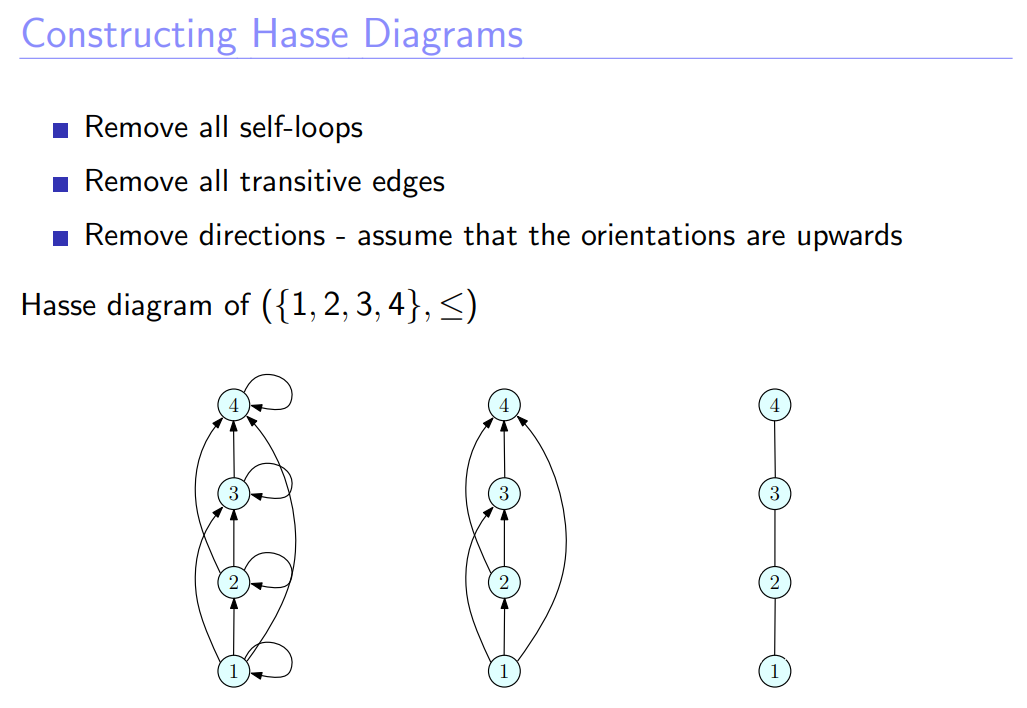 Constructing Hasse Diagrams
Remove all self-loops
Remove all transitive edges
Remove directions - assume that the orientations are upwards
Hasse diagram of ({1, 2, 3, 4}, ≤)
4 4 4
3 3 3
2 2 2
1 1 1